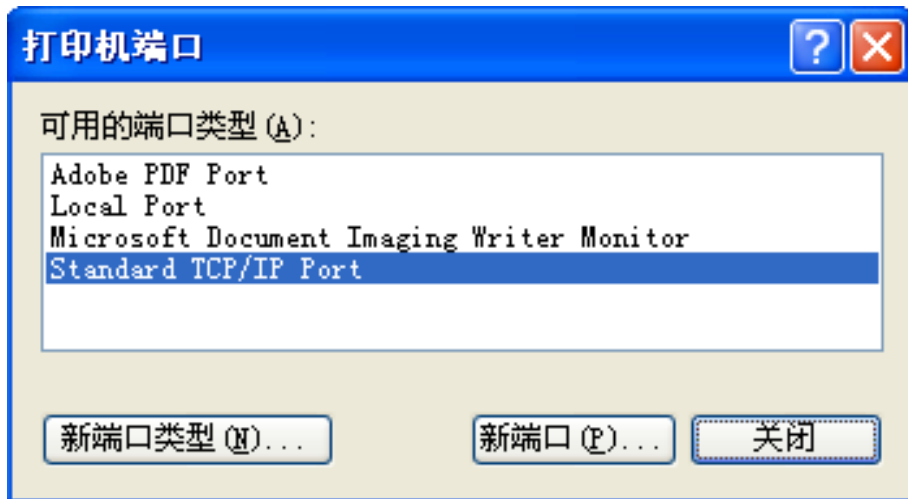 打印机端口
可用的端口类型(A):
Adobe PDF Port
Local Port
Microsoft Document Imaging Writer Monitor
Standard TCP/IP Port
新端口类型(N)... 新端口(P)... 关闭